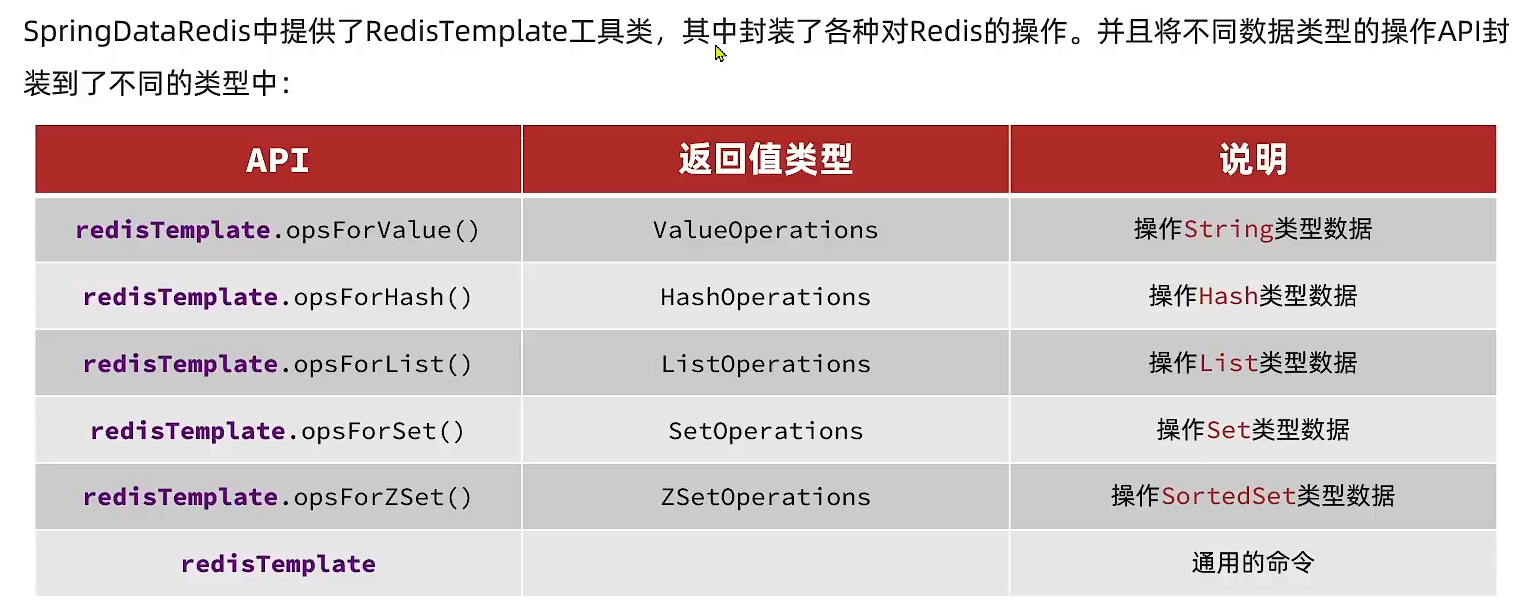 SpringDataRedis中提供了RedisTemplate工具类，其中封装了各种对Redis的操作。并且将不同数据类型的操作API封
装到了不同的类型中：
API 返回值类型 说明
redisTemplate.opsForValue() ValueOperations 操作String类型数据
redisTemplate.opsForHash() HashOperations 操作Hash类型数据
redisTemplate.opsForList() ListOperations 操作List类型数据
redisTemplate.opsForSet() SetOperations 操作Set类型数据
redisTemplate.opsForZSet() ZSetOperations 操作SortedSet类型数据
redisTemplate 通用的命令